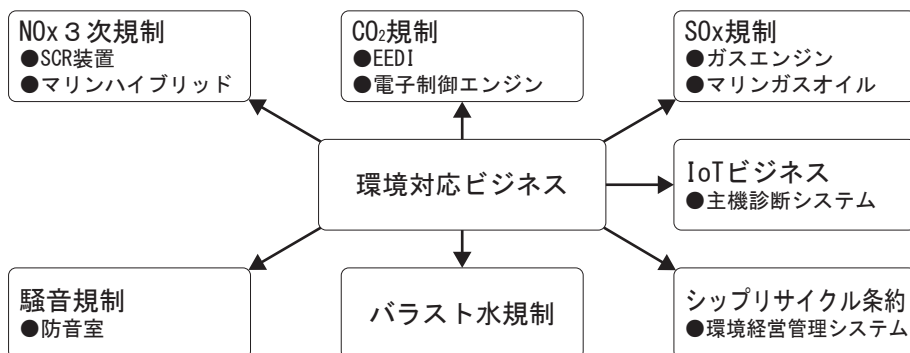 NOx３次規制
●SCR装置
●マリンハイブリッド
CO₂規制
●EEDI
●電子制御エンジン
SOx規制
●ガスエンジン
●マリンガスオイル
環境対応ビジネス
IoTビジネス
●主機診断システム
騒音規制
●防音室
バラスト水規制
シップリサイクル条約
●環境経営管理システム